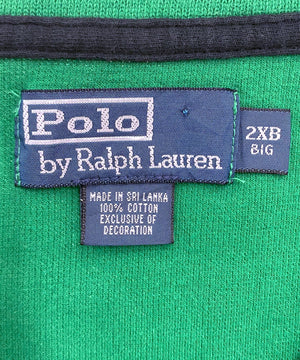 Polo
by Ralph Lauren
2XB
BIG
MADE IN SRI LANKA
100% COTTON
EXCLUSIVE OF
DECORATION